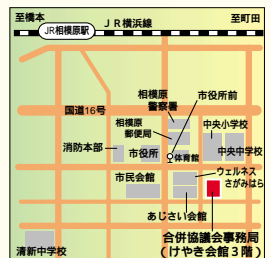 至橋本
至町田
JR横浜線
JR相模原駅
国道16号
相模原
警察署
市役所前
中央小学校
相模原
郵便局
消防本部
市役所
体育館
中央中学校
市民会館
ウェルネス
さがみはら
あじさい会館
合併協議会事務局
(けやき会館3階)
清新中学校